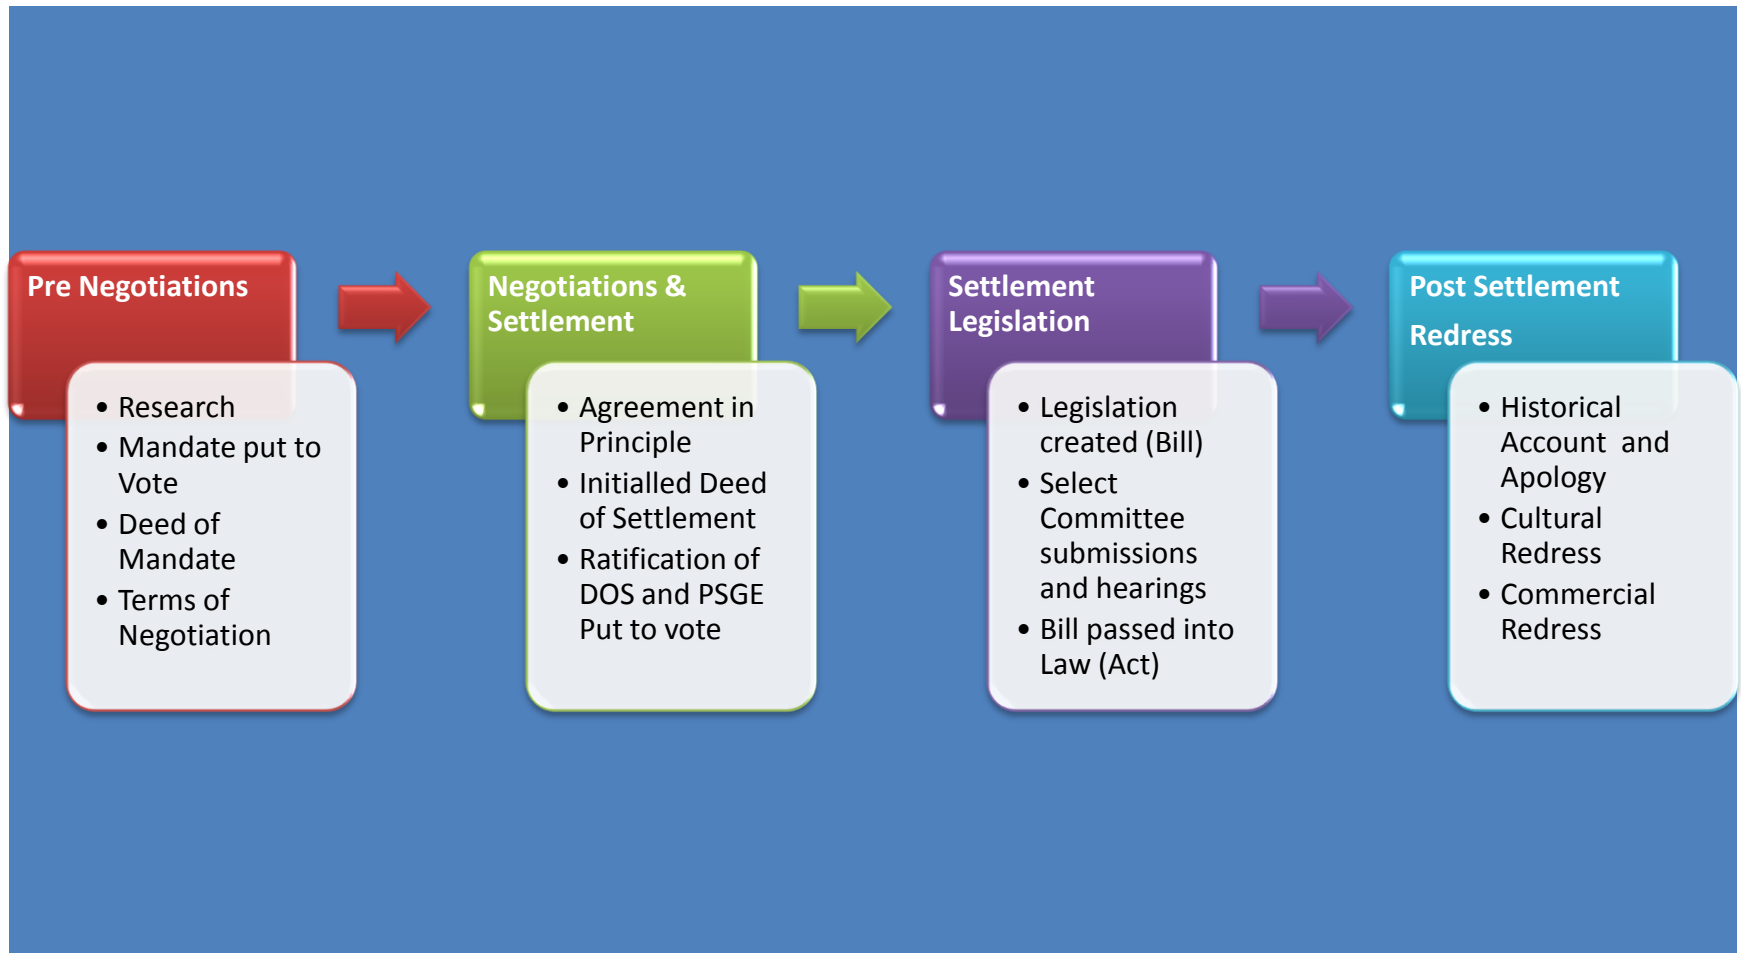 Pre Negotiations
• Research
• Mandate put to
Vote
• Deed of
Mandate
• Terms of
Negotiation
Negotiations &
Settlement
• Agreement in
Principle
• Initialled Deed
of Settlement
• Ratification of
DOS and PSGE
Put to vote
Settlement
Legislation
• Legislation
created (Bill)
• Select
Committee
submissions
and hearings
• Bill passed into
Law (Act)
Post Settlement
Redress
• Historical
Account  and
Apology
• Cultural
Redress
• Commercial
Redress